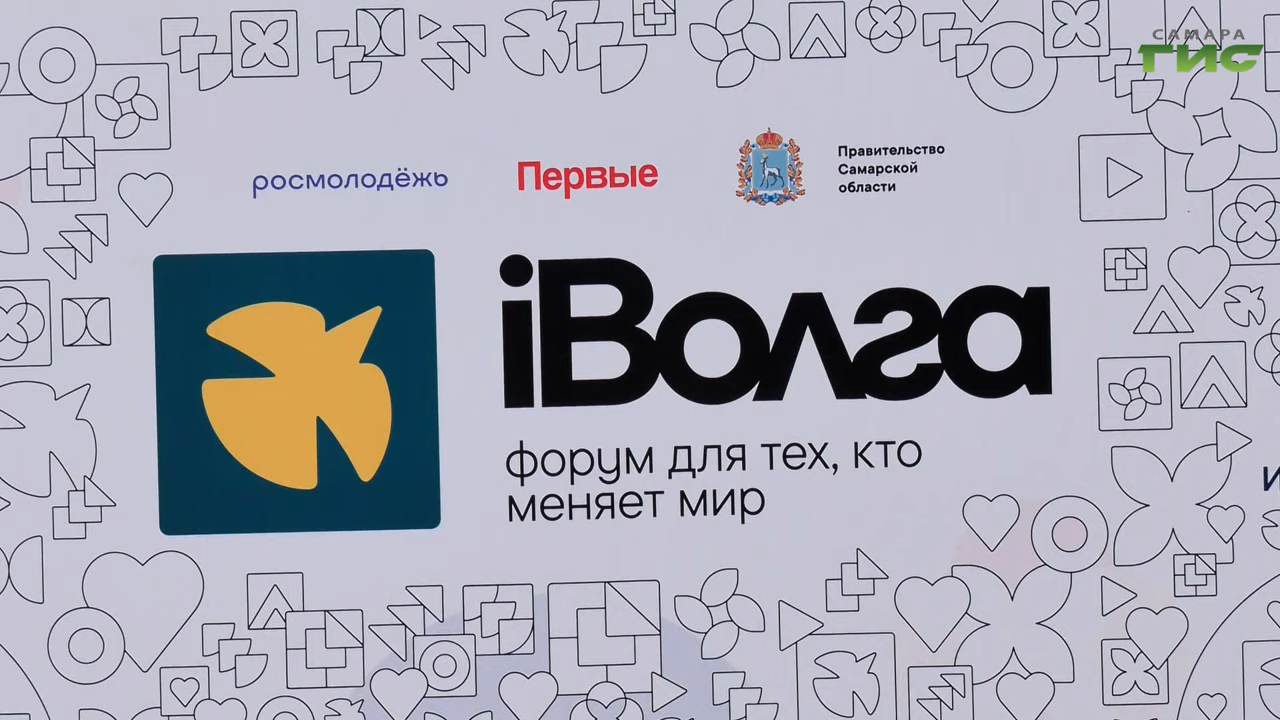 САМАРА
ГИС
росмолодёжь
Первые
Правительство
Самарской
области
iВолга
форум для тех, кто
меняет мир